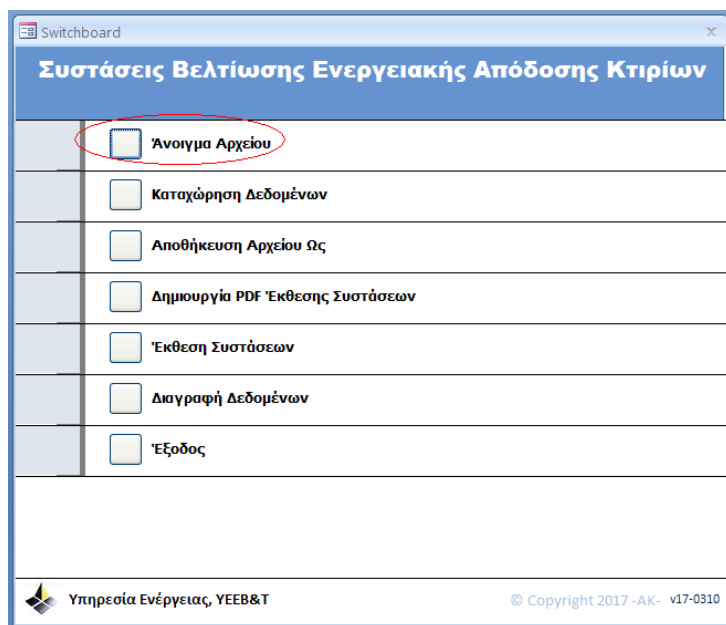 Switchboard
Συστάσεις Βελτίωσης Ενεργειακής Απόδοσης Κτιρίων
Άνοιγμα Αρχείου
Καταχώρηση Δεδομένων
Αποθήκευση Αρχείου Ως
Δημιουργία PDF Έκθεσης Συστάσεων
Έκθεση Συστάσεων
Διαγραφή Δεδομένων
Έξοδος
Υπηρεσία Ενέργειας, ΥΕΕΒ&Τ © Copyright 2017 -AK- v17-0310